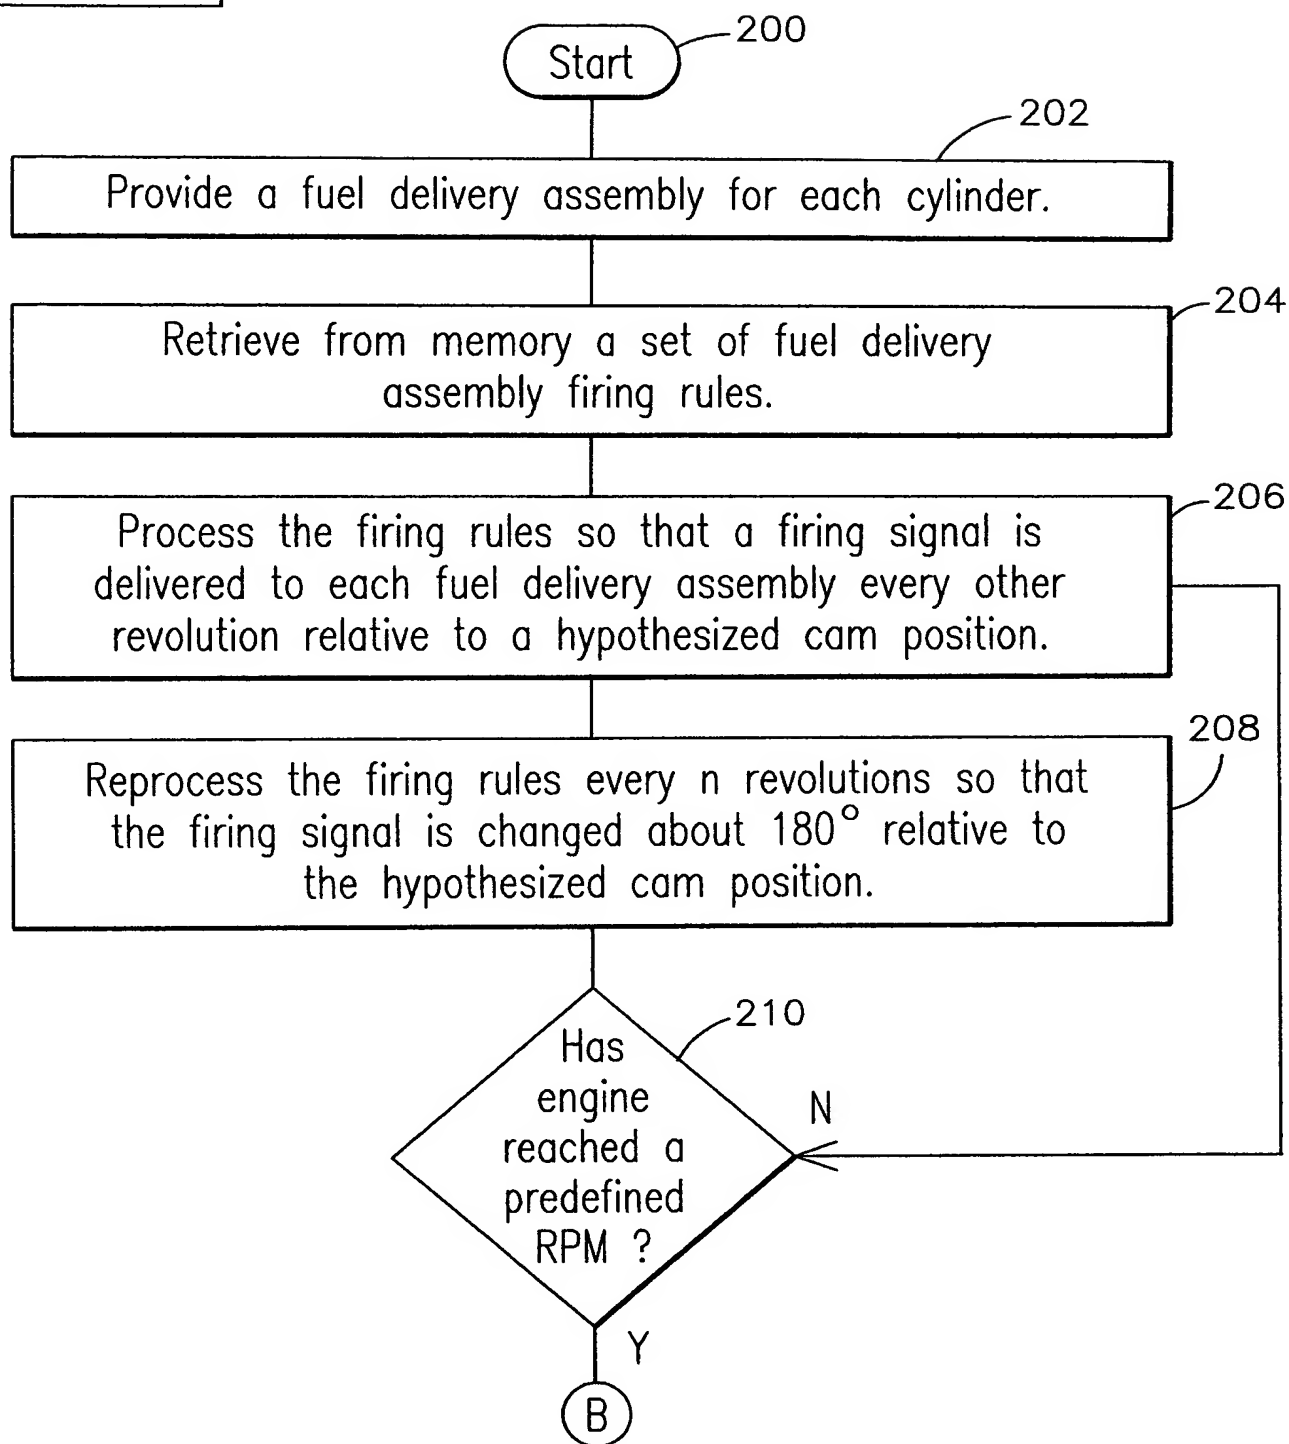 200
Start
202
Provide a fuel delivery assembly for each cylinder.
204
Retrieve from memory a set of fuel delivery
assembly firing rules.
206
Process the firing rules so that a firing signal is
delivered to each fuel delivery assembly every other
revolution relative to a hypothesized cam position.
208
Reprocess the firing rules every n revolutions so that
the firing signal is changed about 180° relative to
the hypothesized cam position.
210
Has
engine
reached a
predefined
RPM ?
N
Y
B